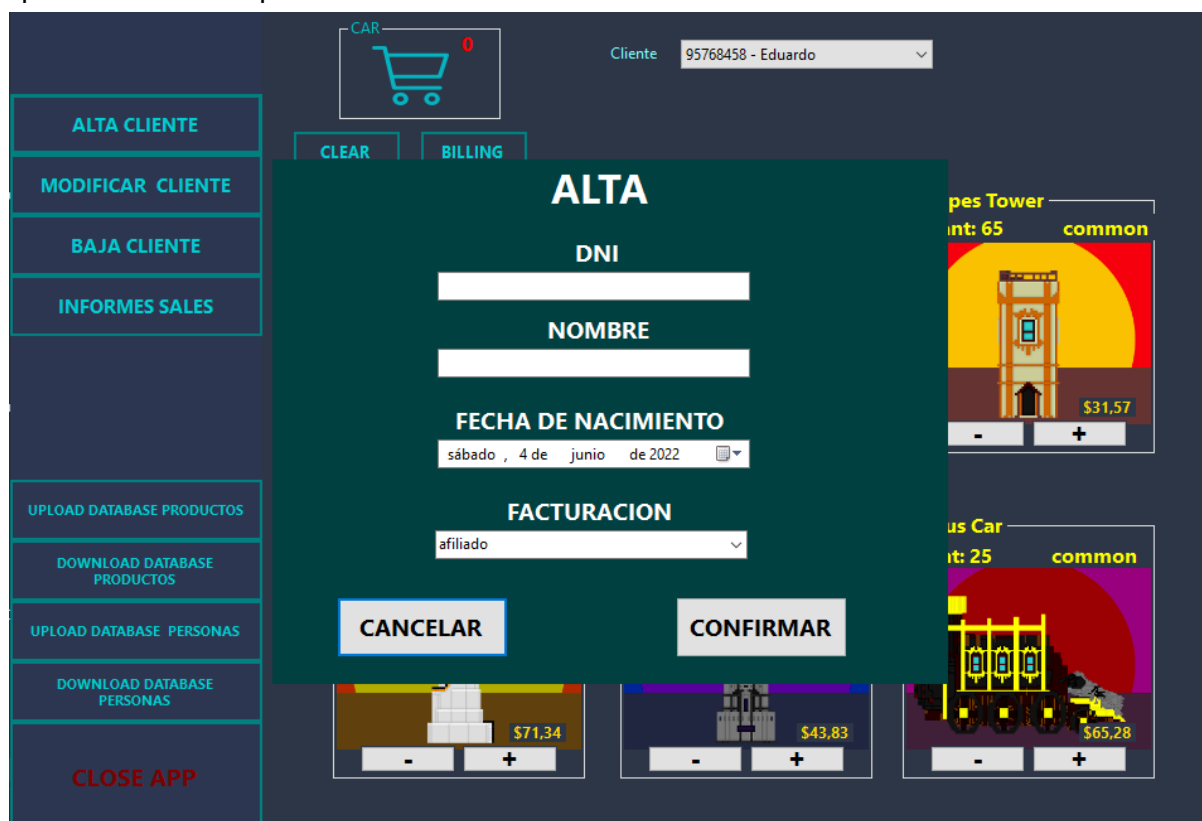 CAR
0
Cliente 95768458 - Eduardo
ALTA CLIENTE
MODIFICAR CLIENTE
BAJA CLIENTE
INFORMES SALES
UPLOAD DATABASE PRODUCTOS
DOWNLOAD DATABASE
PRODUCTOS
UPLOAD DATABASE PERSONAS
DOWNLOAD DATABASE
PERSONAS
CLOSE APP
CLEAR BILLING
ALTA
DNI
NOMBRE
FECHA DE NACIMIENTO
sábado , 4 de junio de 2022
FACTURACION
afiliado
CANCELAR CONFIRMAR
pes Tower
nt: 65 common
$31,57
- +
us Car
t: 25 common
$71,34
- +
$43,83
- +
$65,28
- +